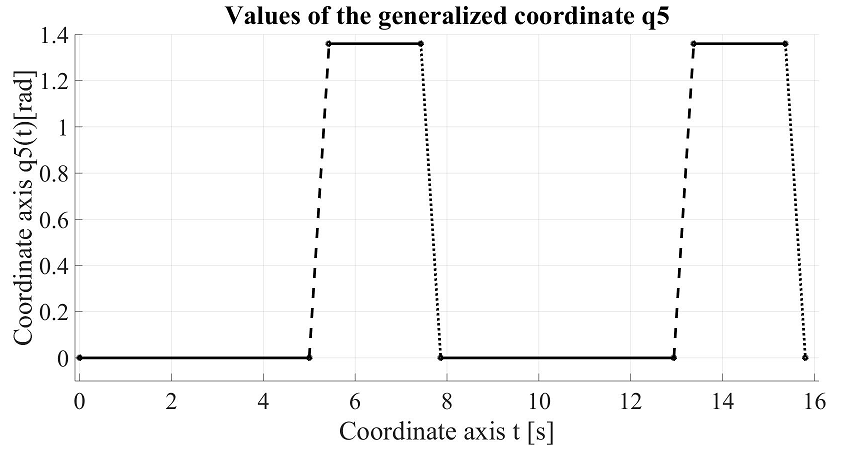 Values of the generalized coordinate q5
Coordinate axis q5(t)[rad]
1.4
1.2
1
0.8
0.6
0.4
0.2
0
0 2 4 6 8 10 12 14 16
Coordinate axis t [s]